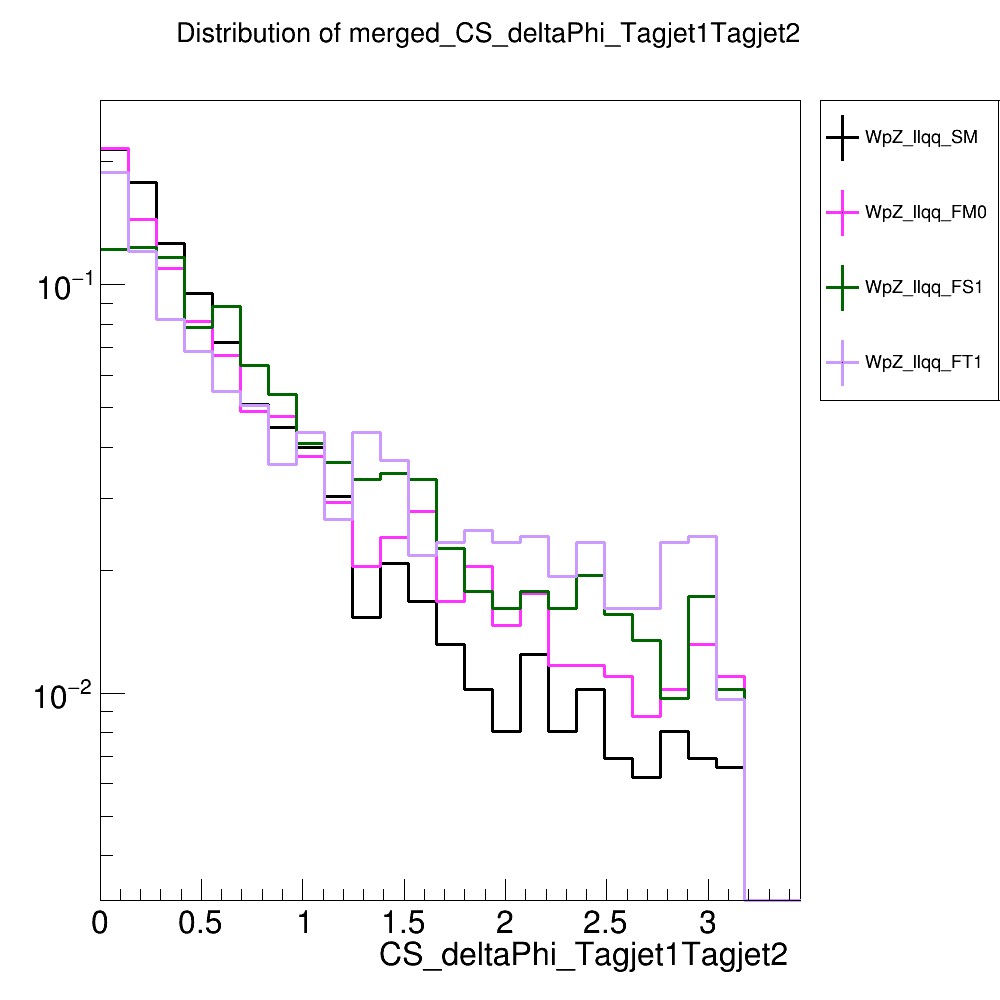 Distribution of merged_CS_deltaPhi_Tagjet1Tagjet2
WpZ_llqq_SM
WpZ_llqq_FM0
WpZ_llqq_FS1
WpZ_llqq_FT1
10⁻¹
10⁻²
0 0.5 1 1.5 2 2.5 3
CS_deltaPhi_Tagjet1Tagjet2